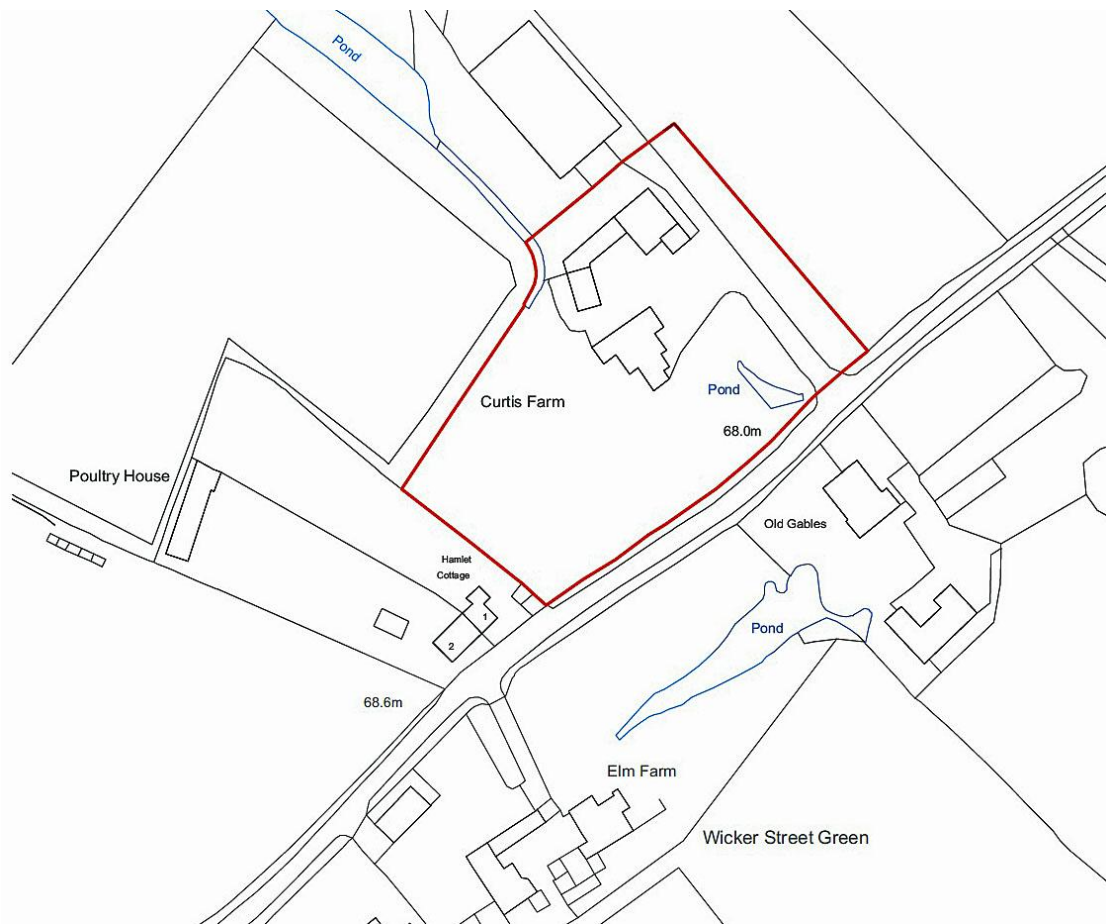 Pond
Curtis Farm
Pond
68.0m
Poultry House
Old Gables
Hamlet
Cottage
1
2
Pond
68.6m
Elm Farm
Wicker Street Green